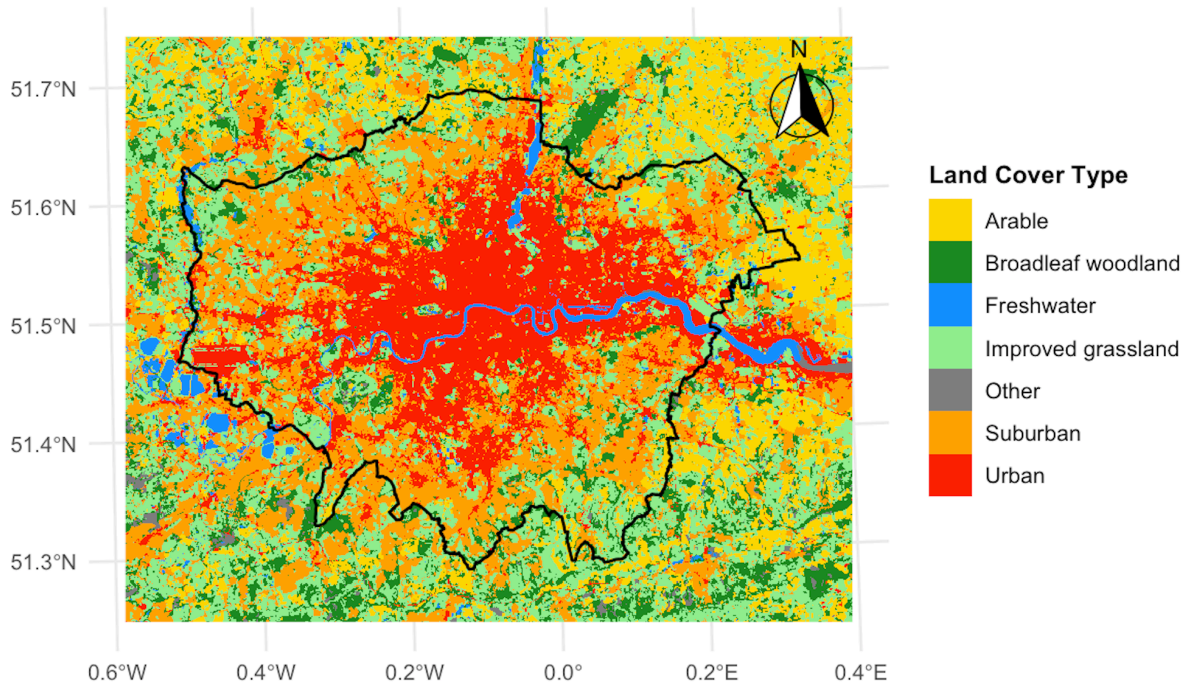 N
51.7°N
51.6°N
51.5°N
51.4°N
51.3°N
0.6°W 0.4°W 0.2°W 0.0° 0.2°E 0.4°E
Land Cover Type
Arable
Broadleaf woodland
Freshwater
Improved grassland
Other
Suburban
Urban